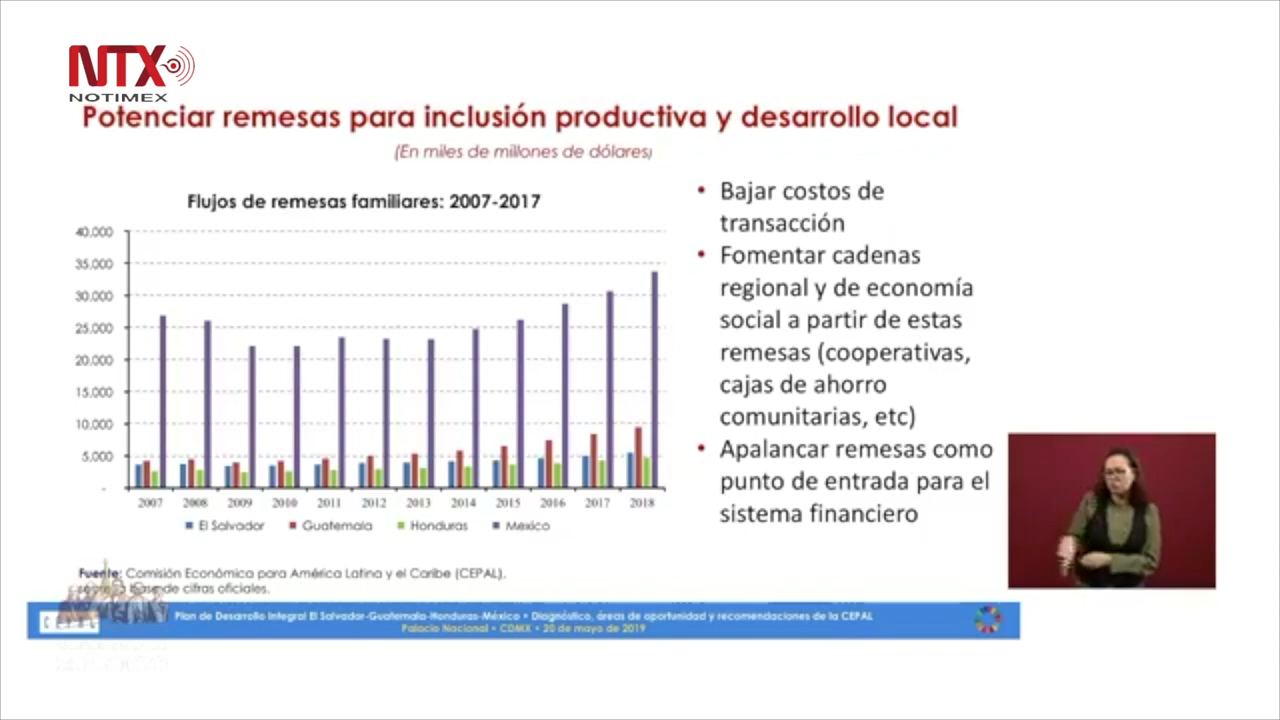 NTX
NOTIMEX
Potenciar remesas para inclusión productiva y desarrollo local
(En miles de millones de dólares)
Flujos de remesas familiares: 2007-2017
40,000
35,000
30,000
25,000
20,000
15,000
10,000
5,000
-
2007 2008 2009 2010 2011 2012 2013 2014 2015 2016 2017 2018
El Salvador Guatemala Honduras Mexico
• Bajar costos de
transacción
• Fomentar cadenas
regional y de economía
social a partir de estas
remesas (cooperativas,
cajas de ahorro
comunitarias, etc)
• Apalancar remesas como
punto de entrada para el
sistema financiero
Fuente: Comisión Económica para América Latina y el Caribe (CEPAL),
de cifras oficiales.
CEPAL
Plan de Desarrollo Integral El Salvador-Guatemala-Honduras-México • Diagnóstico, áreas de oportunidad y recomendaciones de la CEPAL
Palacio Nacional • CDMX • 20 de mayo de 2019